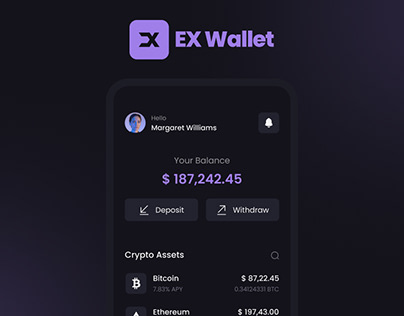 EX Wallet
Hello
Margaret Williams
Your Balance
$ 187,242.45
Deposit
Withdraw
Crypto Assets
Bitcoin $ 87,22.45
7.83% APY 0.34124331 BTC
Ethereum $ 197,43.00